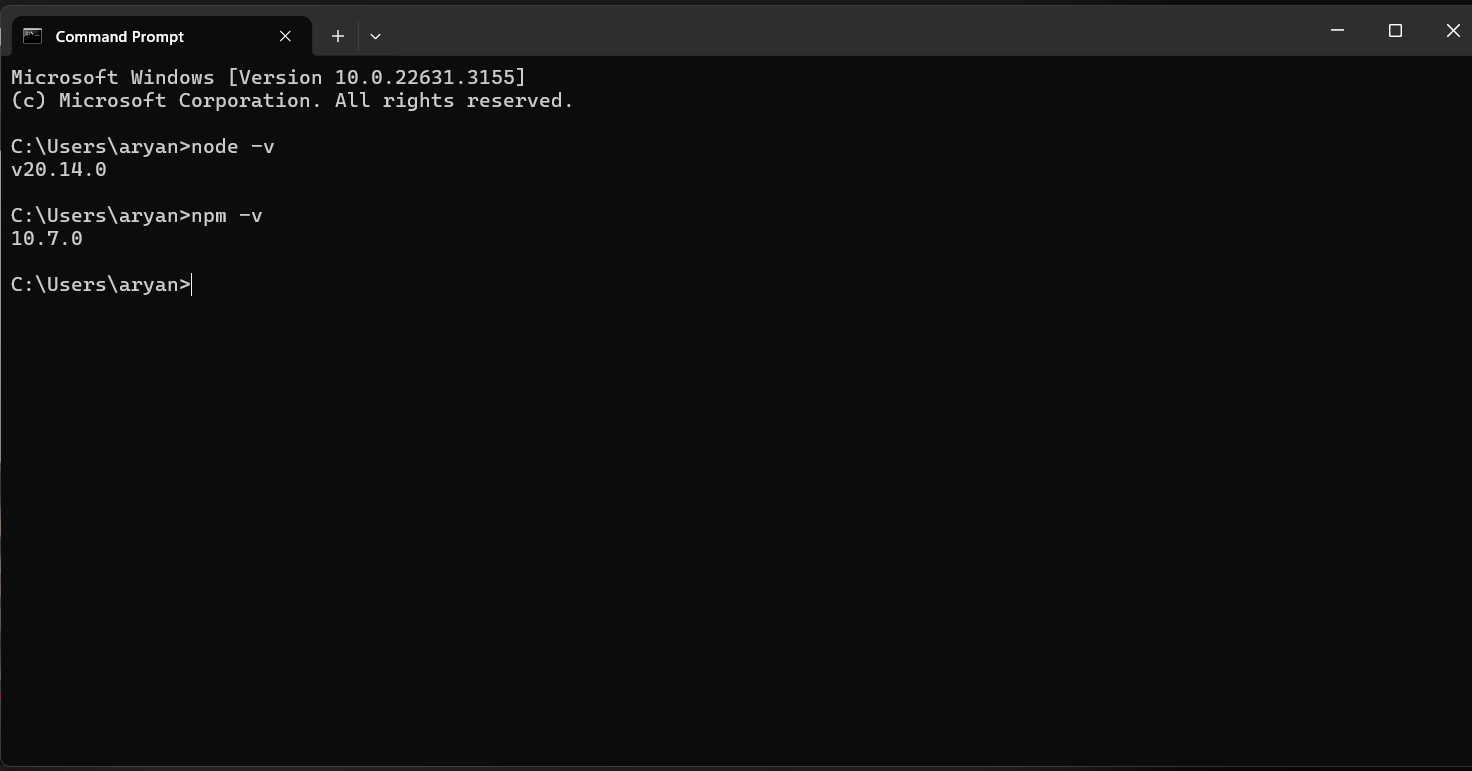 Command Prompt
Microsoft Windows [Version 10.0.22631.3155]
(c) Microsoft Corporation. All rights reserved.
C:\Users\aryan>node -v
v20.14.0
C:\Users\aryan>npm -v
10.7.0
C:\Users\aryan>